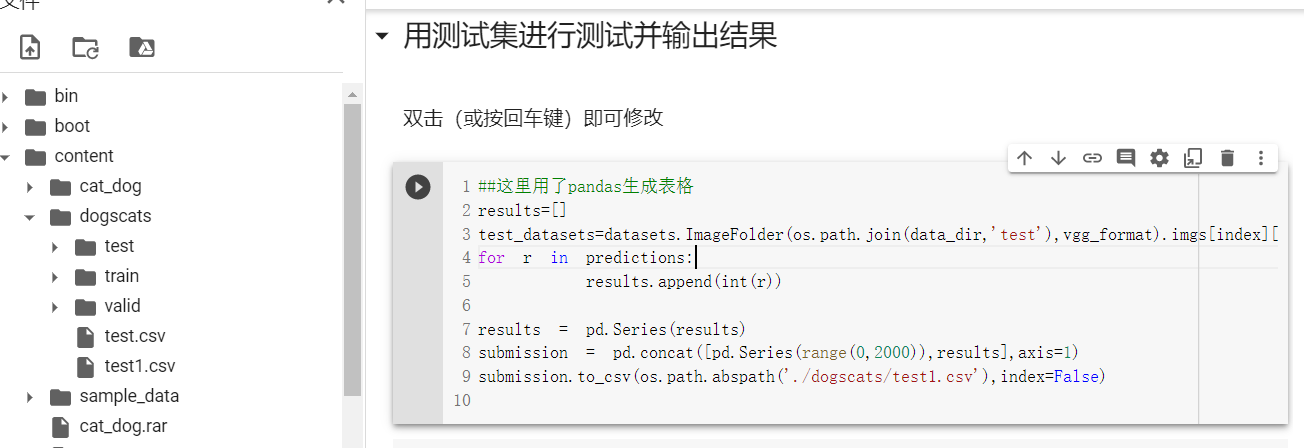 文件
bin
boot
content
cat_dog
dogscats
test
train
valid
test.csv
test1.csv
sample_data
cat_dog.rar
用测试集进行测试并输出结果
双击（或按回车键）即可修改
1 ##这里用了pandas生成表格
2 results=[]
3 test_datasets=datasets.ImageFolder(os.path.join(data_dir,'test'),vgg_format).imgs[index][
4 for r in predictions:
5 results.append(int(r))
6
7 results = pd.Series(results)
8 submission = pd.concat([pd.Series(range(0,2000)),results],axis=1)
9 submission.to_csv(os.path.abspath('./dogscats/test1.csv'),index=False)
10